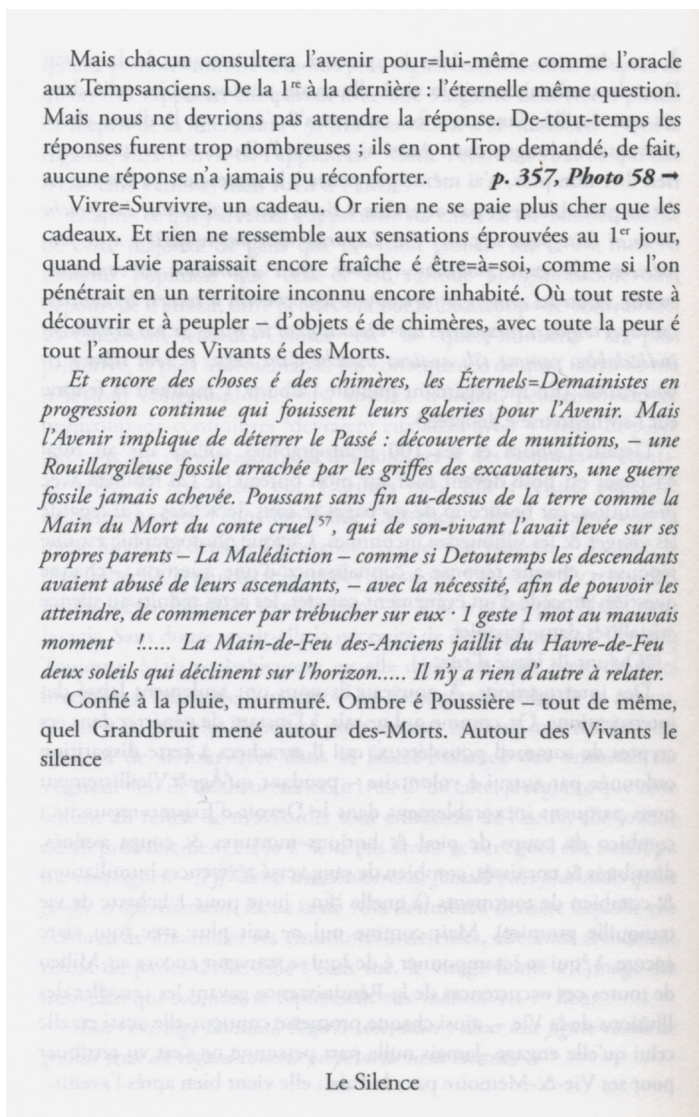 Mais chacun consultera l’avenir pour=lui-même comme l’oracle
aux Tempsanciens. De la 1re à la dernière : l’éternelle même question.
Mais nous ne devrions pas attendre la réponse. De-tout-temps les
réponses furent trop nombreuses ; ils en ont Trop demandé, de fait,
aucune réponse n’a jamais pu réconforter. p. 357, Photo 58 →
Vivre=Survivre, un cadeau. Or rien ne se paie plus cher que les
cadeaux. Et rien ne ressemble aux sensations éprouvées au 1er jour,
quand Lavie paraissait encore fraîche é être=à=soi, comme si l’on
pénétrait en un territoire inconnu encore inhabité. Où tout reste à
découvrir et à peupler – d’objets é de chimères, avec toute la peur é
tout l’amour des Vivants é des Morts.
Et encore des choses é des chimères, les Éternels=Demainistes en
progression continue qui fouissent leurs galeries pour l’Avenir. Mais
l’Avenir implique de déterrer le Passé : découverte de munitions, – une
Rouillargileuse fossile arrachée par les griffes des excavateurs, une guerre
fossile jamais achevée. Poussant sans fin au-dessus de la terre comme la
Main du Mort du conte cruel 57, qui de son-vivant l’avait levée sur ses
propres parents – La Malédiction – comme si Detoutemps les descendants
avaient abusé de leurs ascendants, – avec la nécessité, afin de pouvoir les
atteindre, de commencer par trébucher sur eux · 1 geste 1 mot au mauvais
moment !..... La Main-de-Feu des-Anciens jaillit du Havre-de-Feu
deux soleils qui déclinent sur l’horizon..... Il n’y a rien d’autre à relater.
Confié à la pluie, murmuré. Ombre é Poussière – tout de même,
quel Grandbruit mené autour des-Morts. Autour des Vivants le
silence
Le Silence